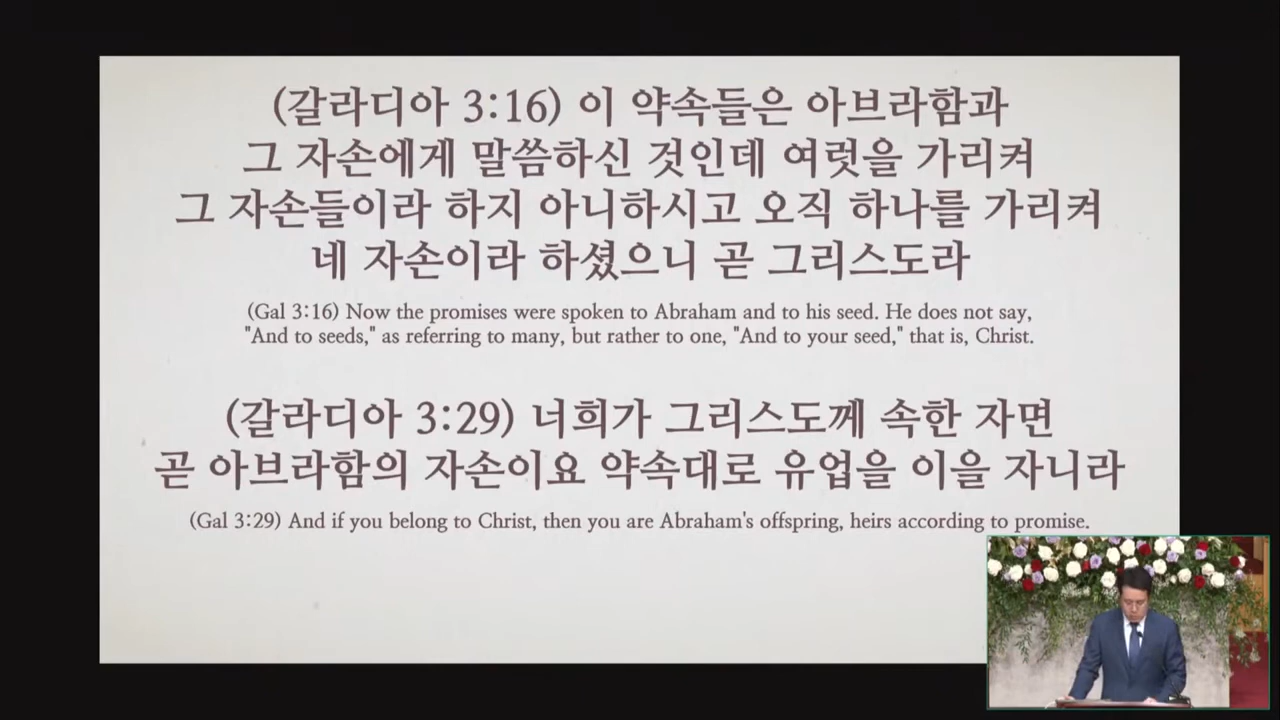 (갈라디아 3:16) 이 약속들은 아브라함과
그 자손에게 말씀하신 것인데 여럿을 가리켜
그 자손들이라 하지 아니하시고 오직 하나를 가리켜
네 자손이라 하셨으니 곧 그리스도라
(Gal 3:16) Now the promises were spoken to Abraham and to his seed. He does not say,
"And to seeds," as referring to many, but rather to one, "And to your seed," that is, Christ.
(갈라디아 3:29) 너희가 그리스도께 속한 자면
곧 아브라함의 자손이요 약속대로 유업을 이을 자니라
(Gal 3:29) And if you belong to Christ, then you are Abraham's offspring, heirs according to promise.